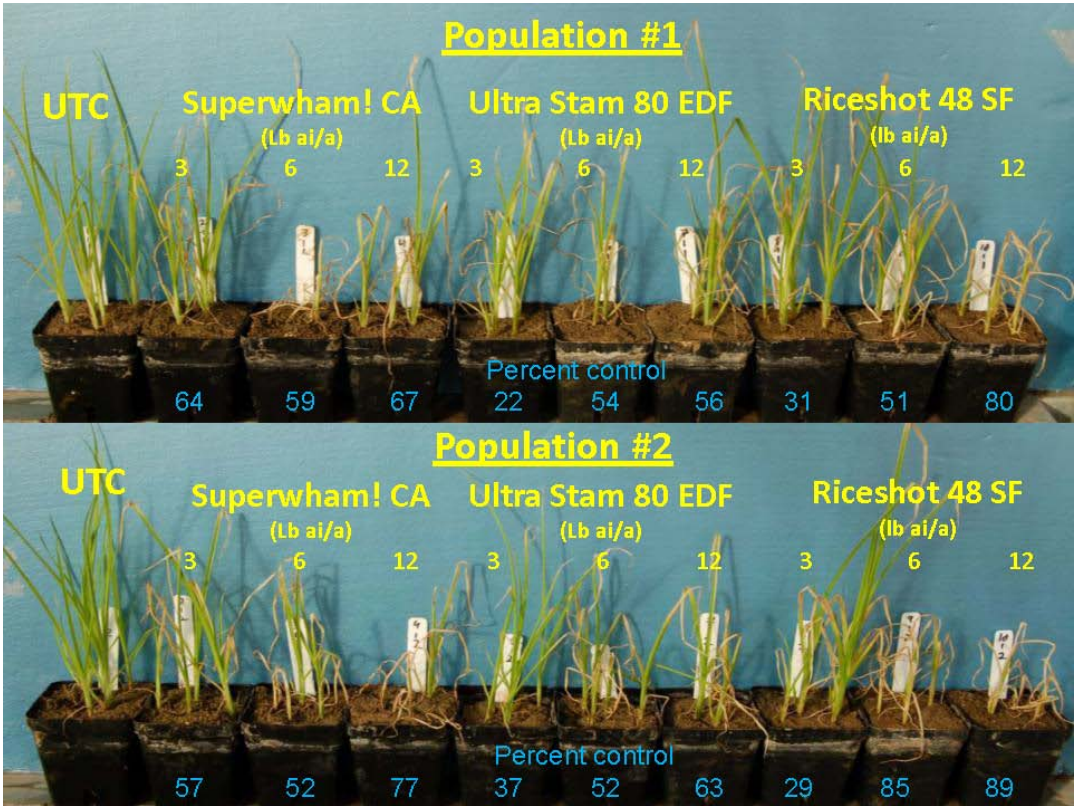 Population #1
UTC Superwham! CA Ultra Stam 80 EDF Riceshot 48 SF
(Lb ai/a) (Lb ai/a) (lb ai/a)
3 6 12 3 6 12 3 6 12
Percent control
64 59 67 22 54 56 31 51 80
Population #2
UTC Superwham! CA Ultra Stam 80 EDF Riceshot 48 SF
(Lb ai/a) (Lb ai/a) (lb ai/a)
3 6 12 3 6 12 3 6 12
Percent control
57 52 77 37 52 63 29 85 89